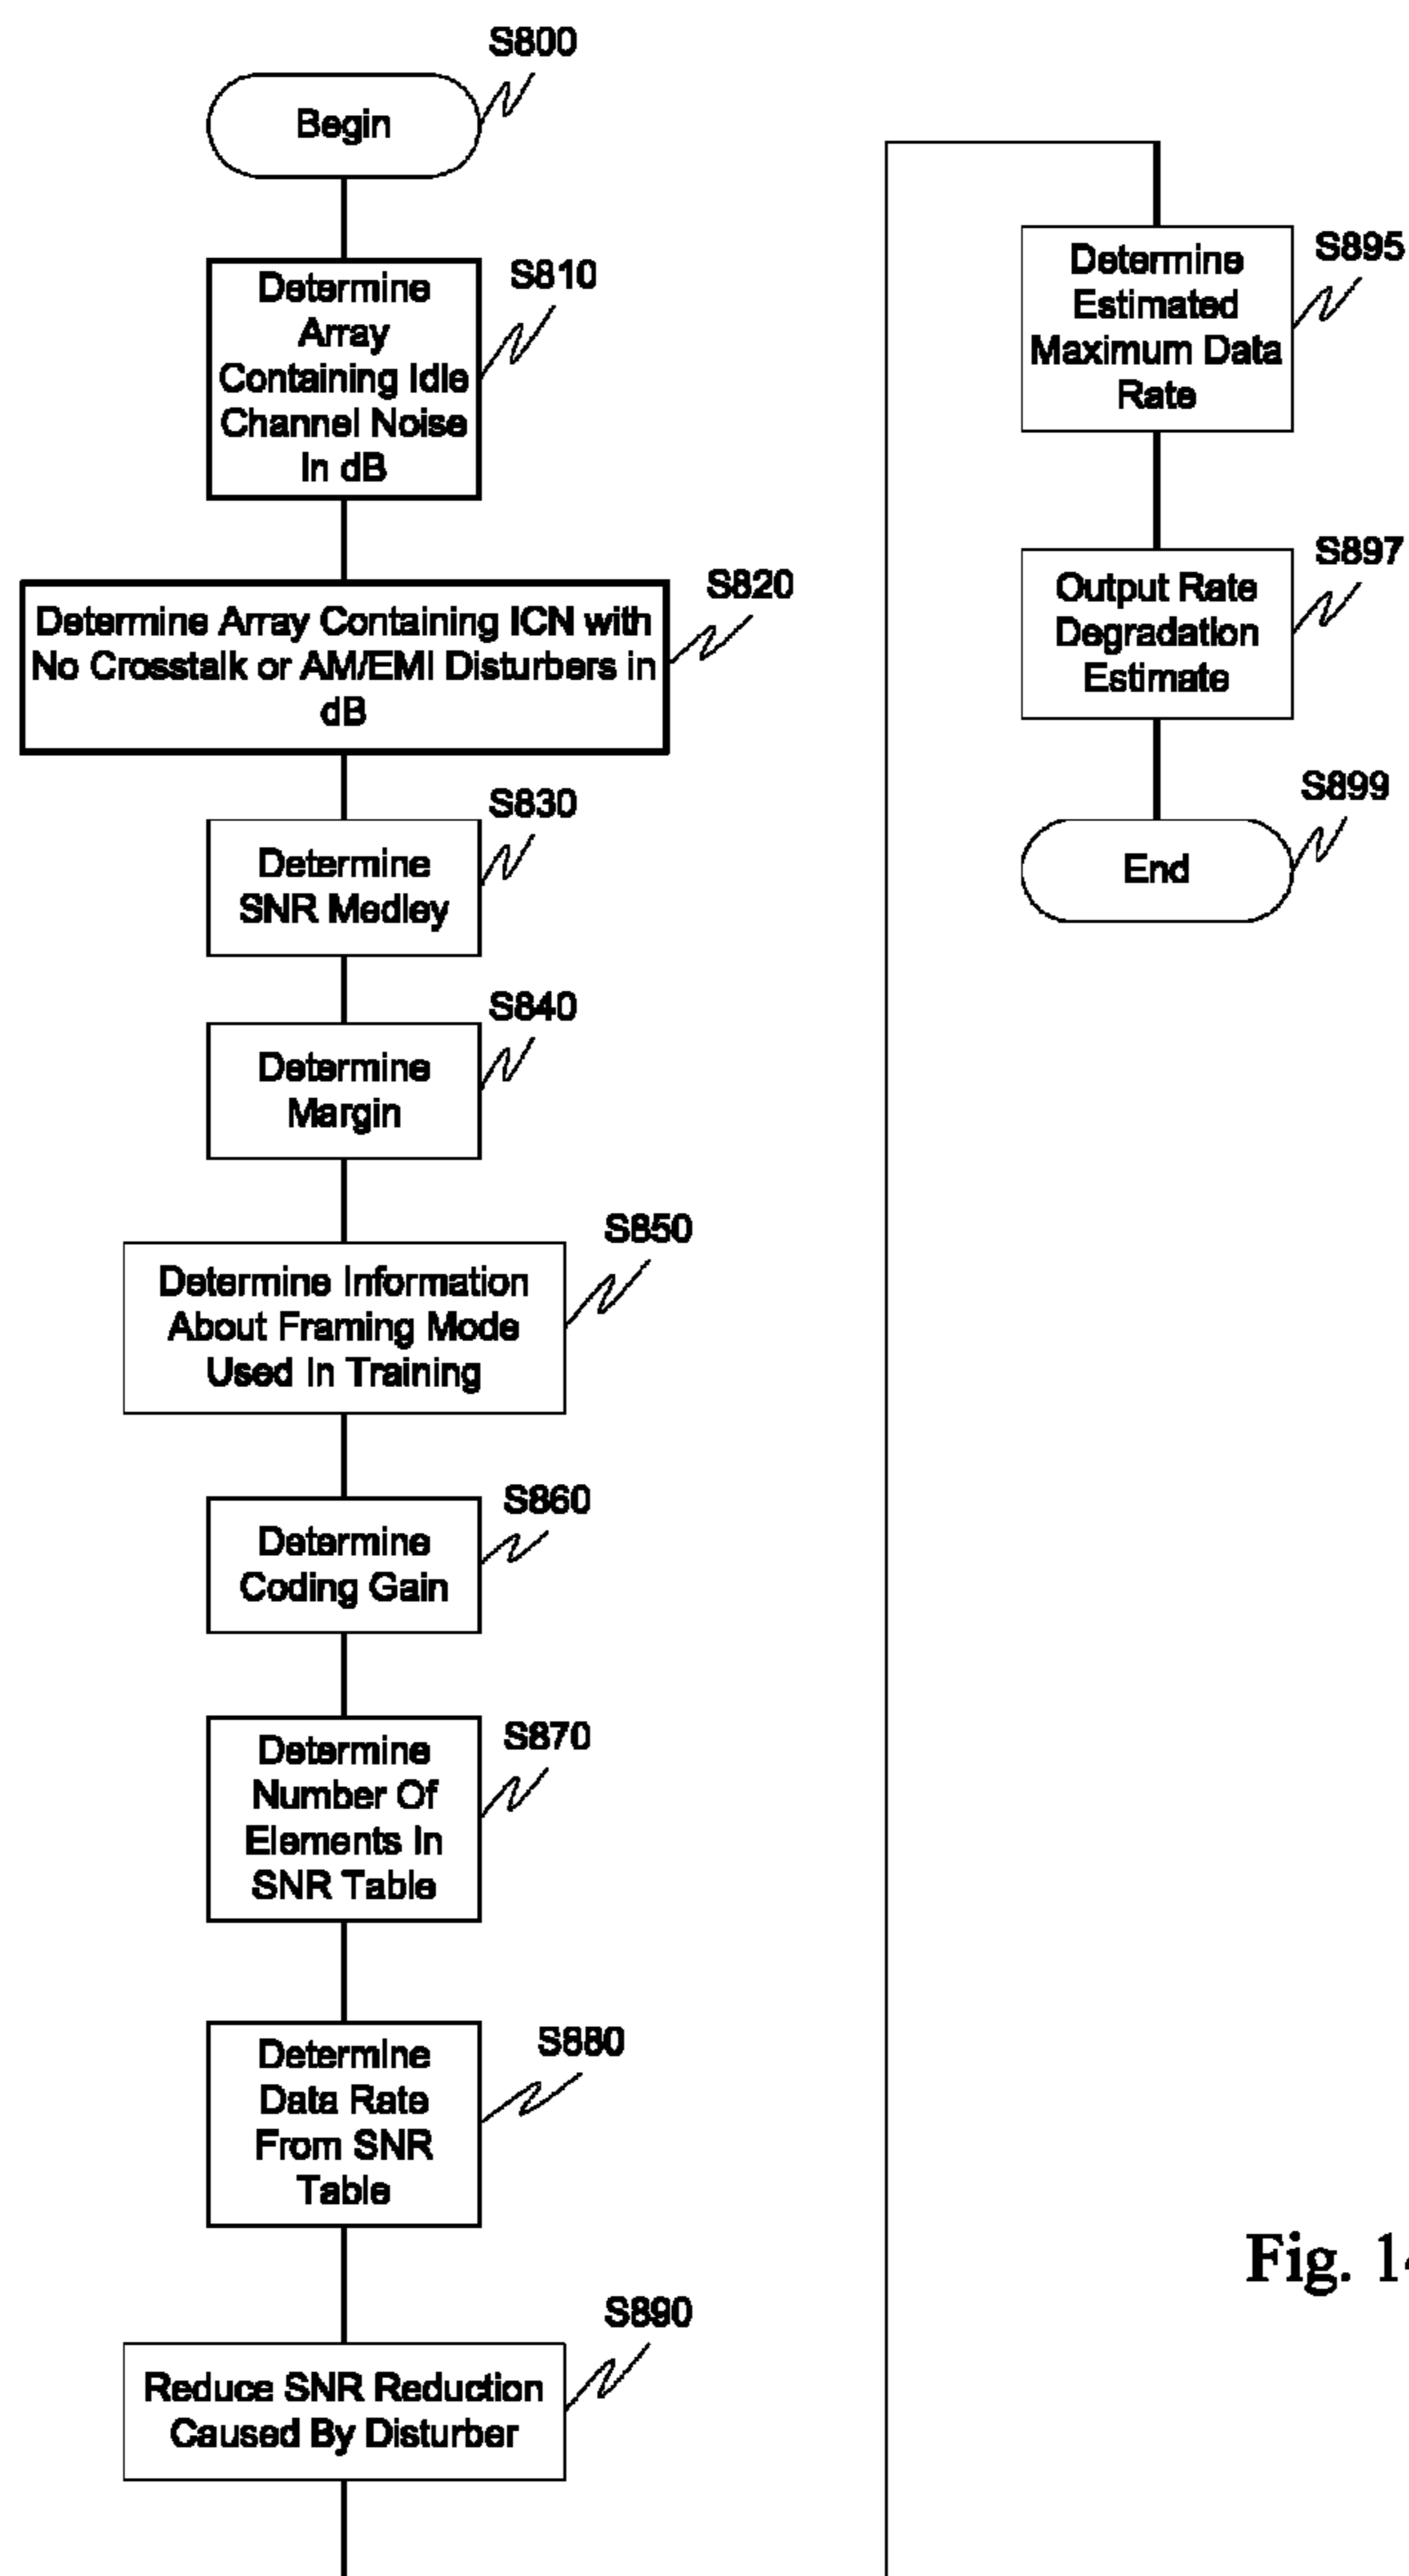 S800
Begin
S810
Determine
Array
Containing Idle
Channel Noise
In dB
S820
Determine Array Containing ICN with
No Crosstalk or AM/EMI Disturbers in
dB
S830
Determine
SNR Medley
S840
Determine
Margin
S850
Determine Information
About Framing Mode
Used In Training
S860
Determine
Coding Gain
S870
Determine
Number Of
Elements In
SNR Table
S880
Determine
Data Rate
From SNR
Table
S890
Reduce SNR Reduction
Caused By Disturber
S895
Determine
Estimated
Maximum Data
Rate
S897
Output Rate
Degradation
Estimate
S899
End
Fig.